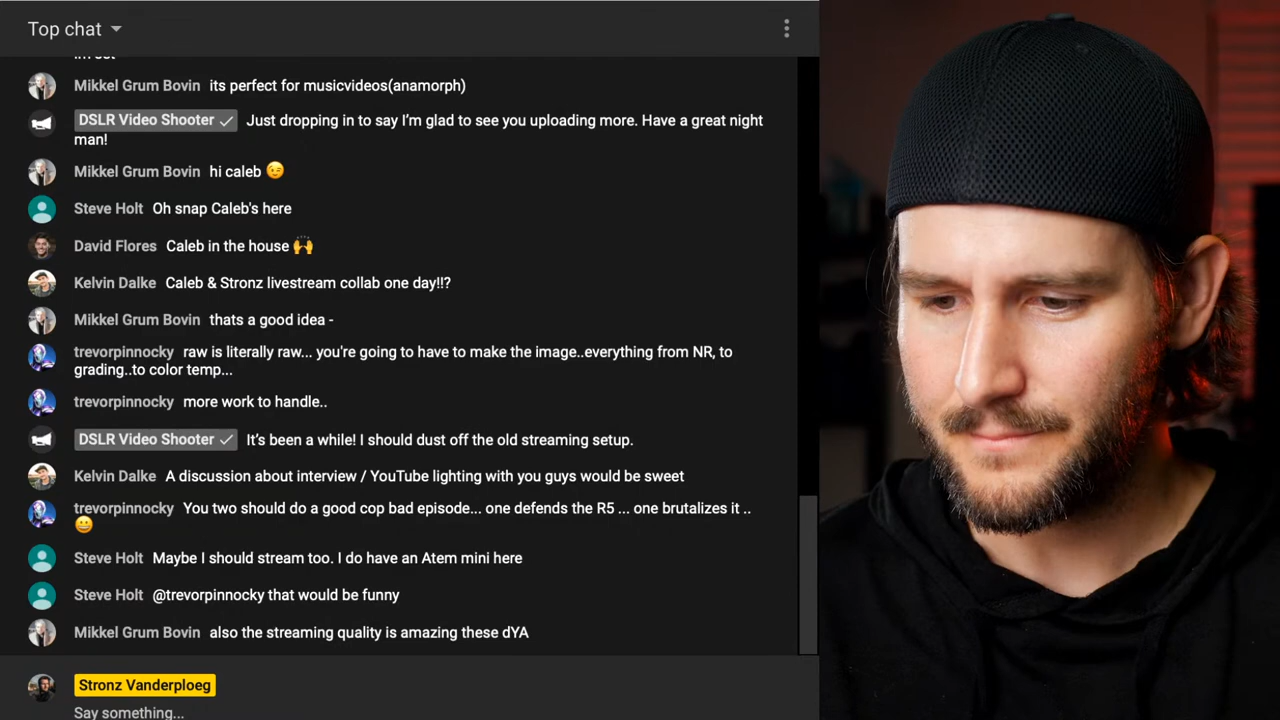 Top chat
Mikkel Grum Bovin its perfect for musicvideos(anamorph)
DSLR Video Shooter Just dropping in to say I’m glad to see you uploading more. Have a great night
man!
Mikkel Grum Bovin hi caleb 😉
Steve Holt Oh snap Caleb's here
David Flores Caleb in the house 🙌
Kelvin Dalke Caleb & Stronz livestream collab one day!!?
Mikkel Grum Bovin thats a good idea -
trevorpinnocky raw is literally raw... you're going to have to make the image..everything from NR, to
grading..to color temp...
trevorpinnocky more work to handle..
DSLR Video Shooter It’s been a while! I should dust off the old streaming setup.
Kelvin Dalke A discussion about interview / YouTube lighting with you guys would be sweet
trevorpinnocky You two should do a good cop bad episode... one defends the R5 ... one brutalizes it ..
😀
Steve Holt Maybe I should stream too. I do have an Atem mini here
Steve Holt @trevorpinnocky that would be funny
Mikkel Grum Bovin also the streaming quality is amazing these dYA
Stronz Vanderploeg
Say something...